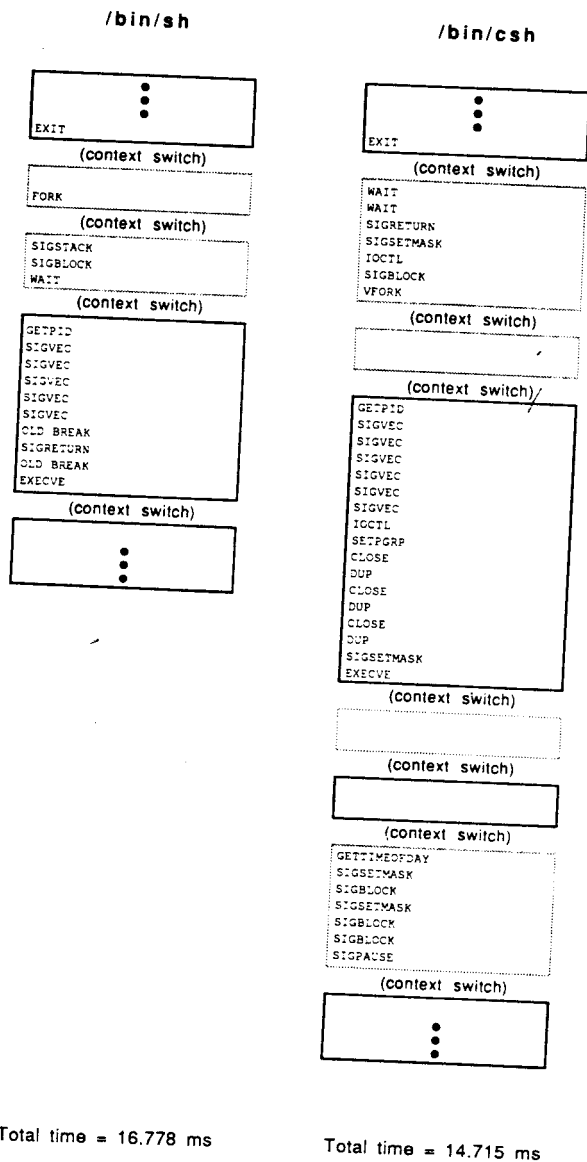 /bin/sh
EXIT
(context switch)
FORK
(context switch)
SIGSTACK
SIGBLOCK
WAIT
(context switch)
GETPID
SIGVEC
SIGVEC
SIGVEC
SIGVEC
SIGVEC
OLD BREAK
SIGRETURN
OLD BREAK
EXECVE
(context switch)
Total time = 16.778 ms
/bin/csh
EXIT
(context switch)
WAIT
WAIT
SIGRETURN
SIGSETMASK
IOCTL
SIGBLOCK
VFORK
(context switch)
(context switch)
GETPID
SIGVEC
SIGVEC
SIGVEC
SIGVEC
SIGVEC
SIGVEC
IOCTL
SETPGRP
CLOSE
DUP
CLOSE
DUP
CLOSE
DUP
SIGSETMASK
EXECVE
(context switch)
(context switch)
(context switch)
GETTIMEOFDAY
SIGSETMASK
SIGBLOCK
SIGSETMASK
SIGBLOCK
SIGBLOCK
SIGPAUSE
(context switch)
Total time = 14.715 ms